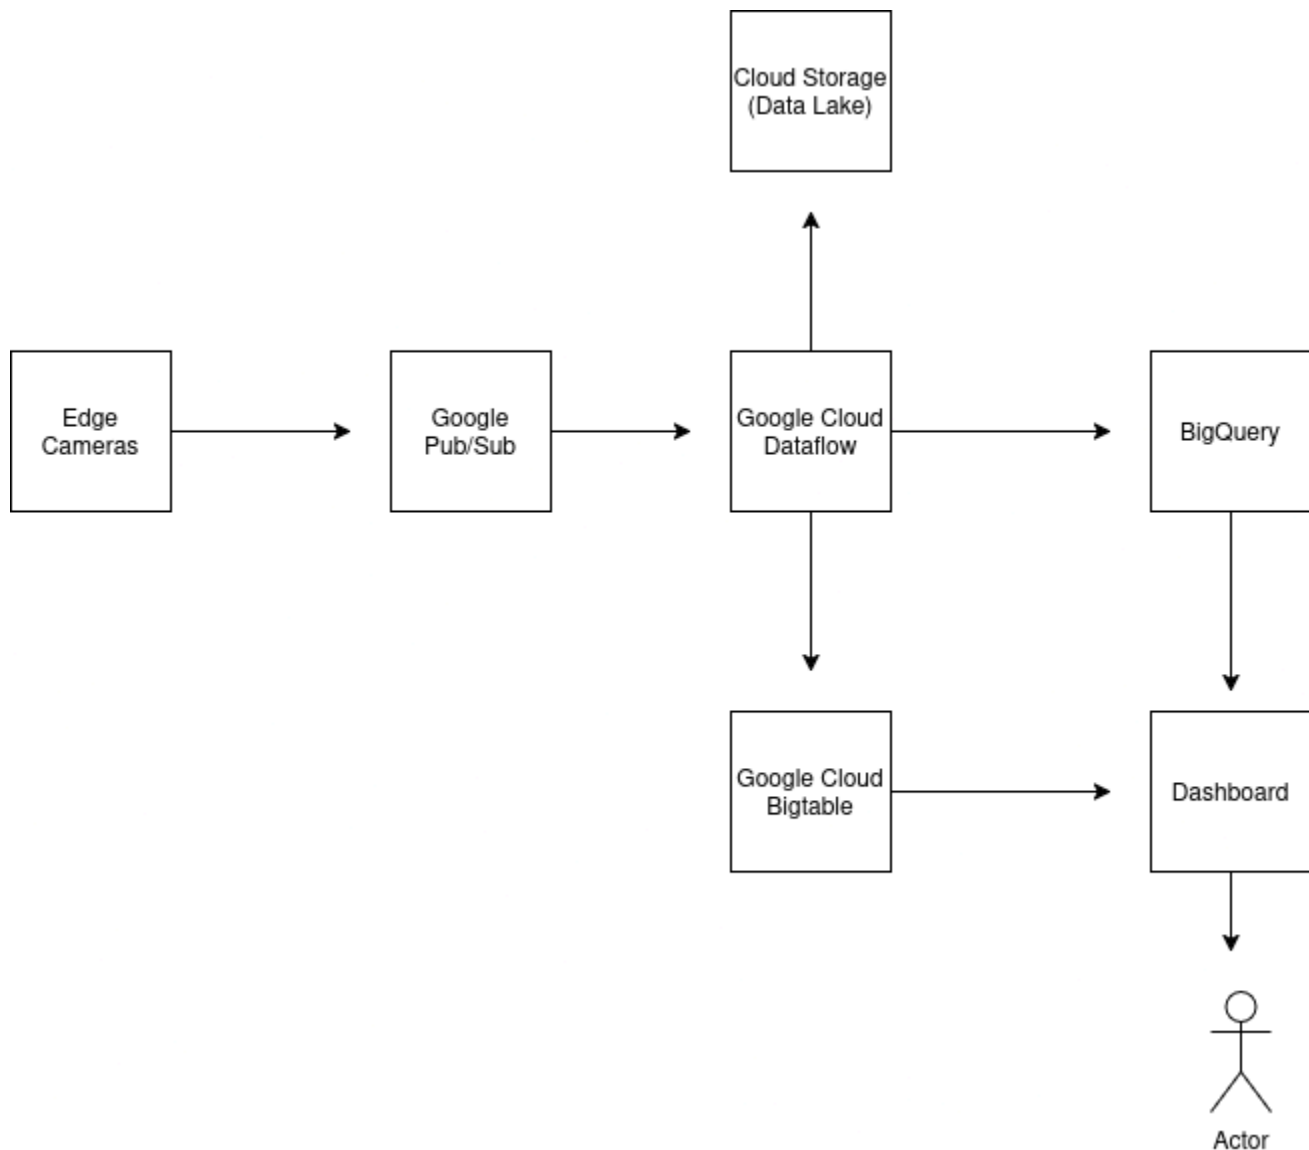 Cloud Storage
(Data Lake)
Edge
Cameras
Google
Pub/Sub
Google Cloud
Dataflow
BigQuery
Google Cloud
Bigtable
Dashboard
Actor